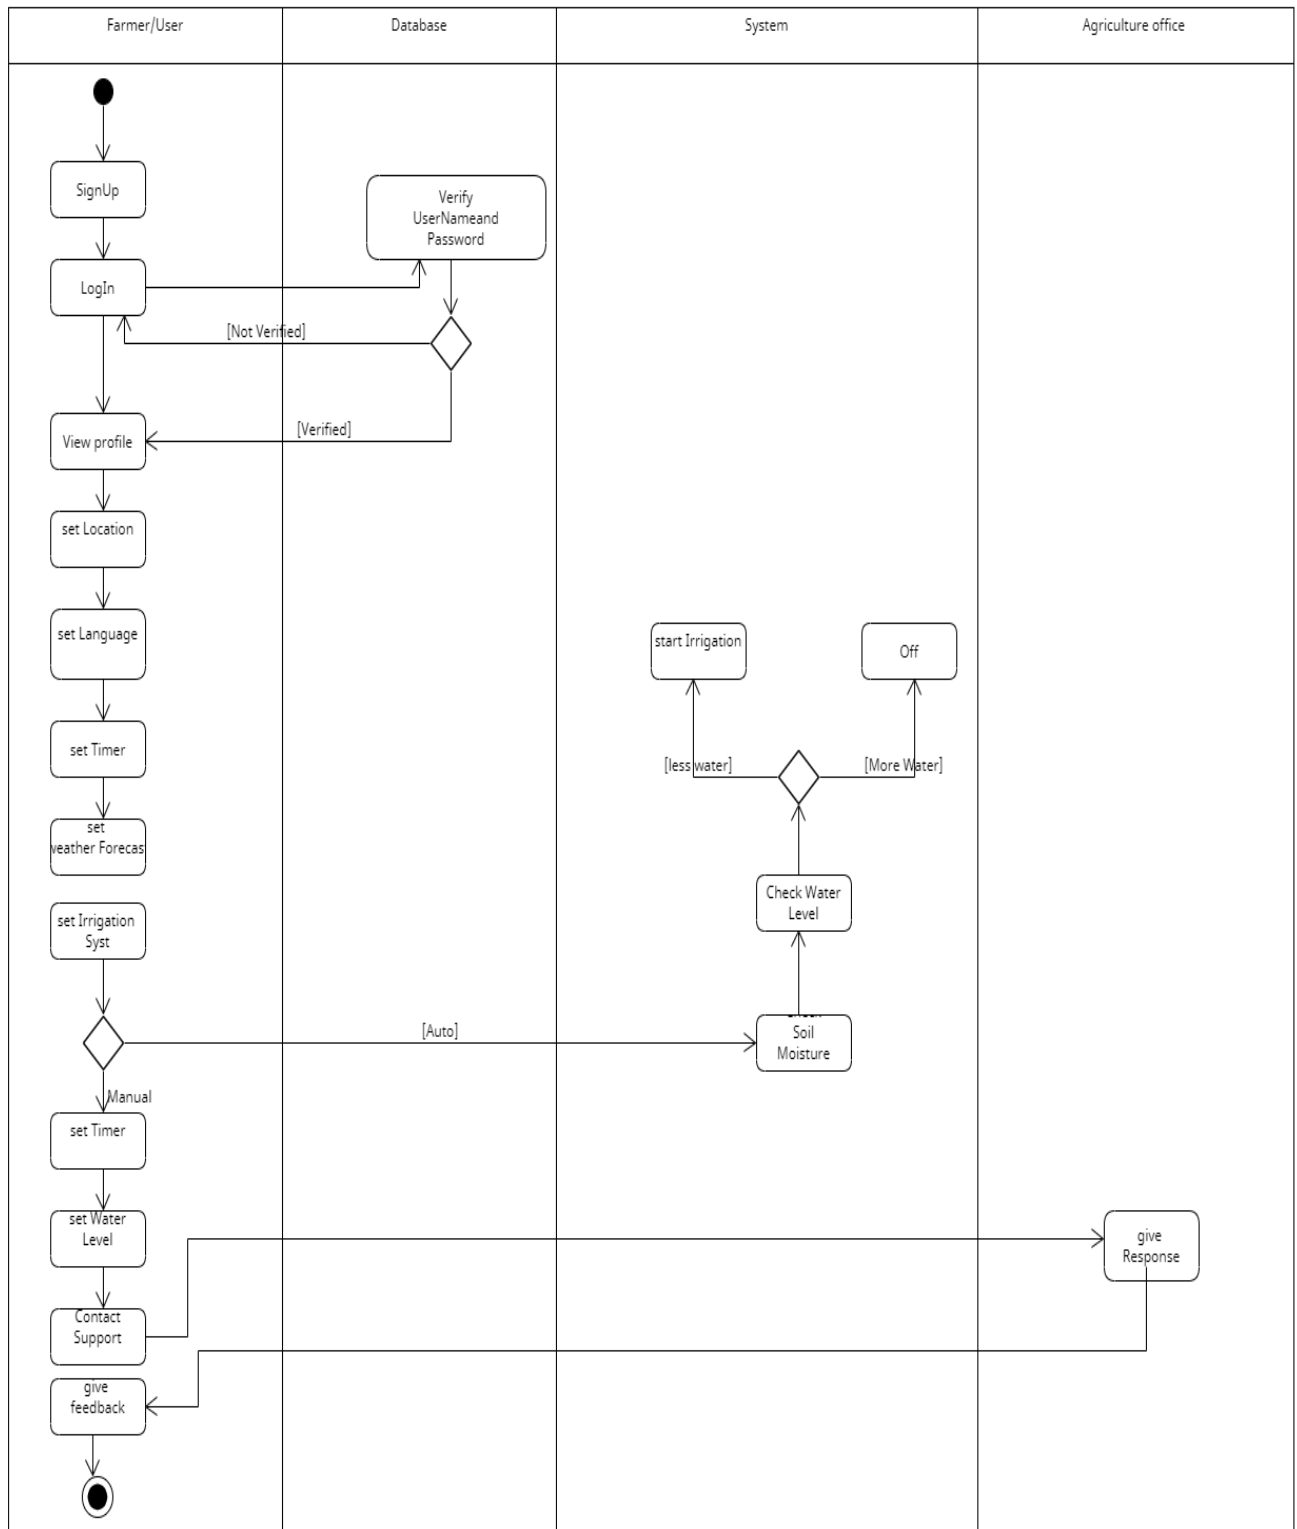 Farmer/User
Database
System
Agriculture office
SignUp
Verify
UserNameand
Password
LogIn
[Not Verified]
[Verified]
View profile
set Location
set Language
start Irrigation
Off
set Timer
[less water]
[More Water]
set
veather Forecas
Check Water
Level
set Irrigation
Syst
[Auto]
Soil
Moisture
Manual
set Timer
set Water
Level
give
Response
Contact
Support
give
feedback